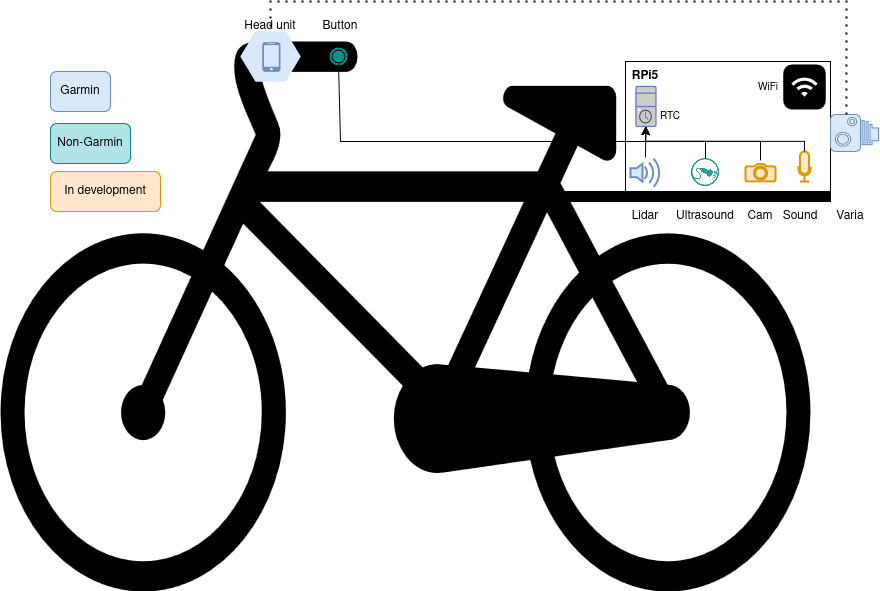 Head unit
Button
RPi5
WiFi
Garmin
RTC
Non-Garmin
In development
Lidar
Ultrasound
Cam
Sound
Varia